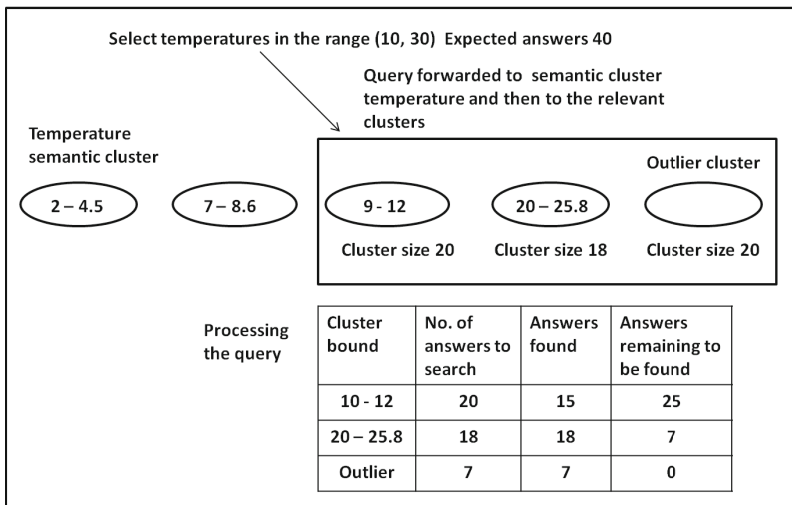 Select temperatures in the range (10, 30) Expected answers 40
Query forwarded to semantic cluster
temperature and then to the relevant
clusters
Temperature
semantic cluster
Outlier cluster
2 – 4.5
7 – 8.6
9 - 12
20 – 25.8
Cluster size 20
Cluster size 18
Cluster size 20
Processing
the query
Cluster
bound
No. of
answers to
search
Answers
found
Answers
remaining to
be found
10 - 12 20 15 25
20 – 25.8 18 18 7
Outlier 7 7 0